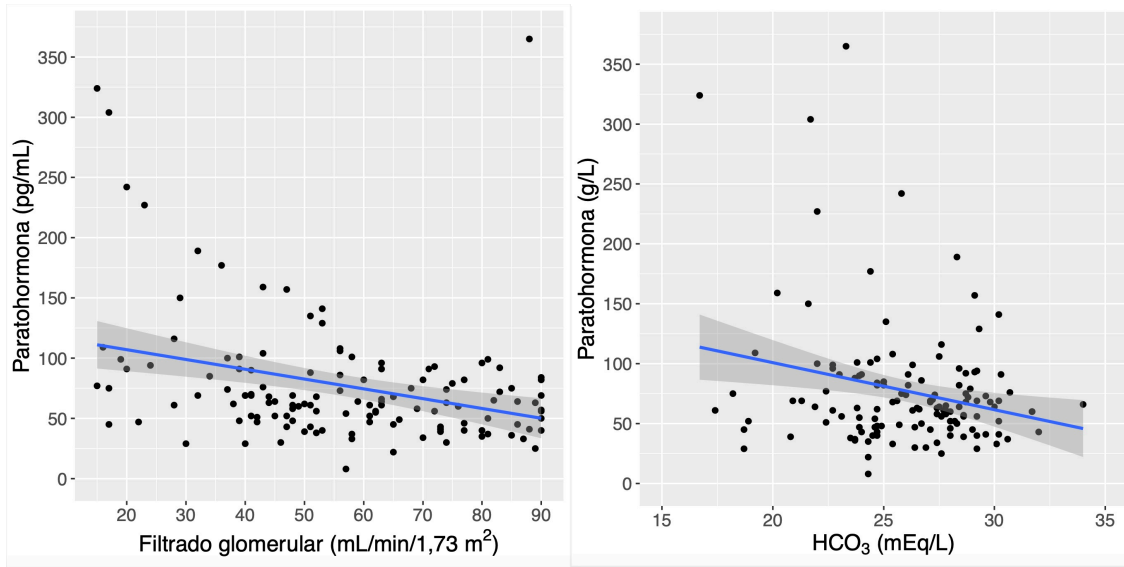 Paratohormona (pg/mL)
350
300
250
200
150
100
50
0
20 30 40 50 60 70 80 90
Filtrado glomerular (mL/min/1,73 m²)
Paratohormona (g/L)
350
300
250
200
150
100
50
0
15 20 25 30 35
HCO₃ (mEq/L)